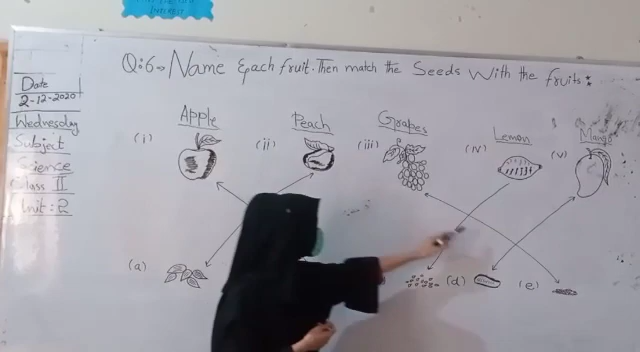 Q:6→ Name Each fruit. Then match the Seeds With the fruits:
Date
2-12-2020
Wednesday
Subject
Science
Class II
Unit: 2
Apple
Peach
Grapes
Lemon
Mango
(i)
(ii)
(iii)
(iv)
(v)
(a)
(d)
(e)